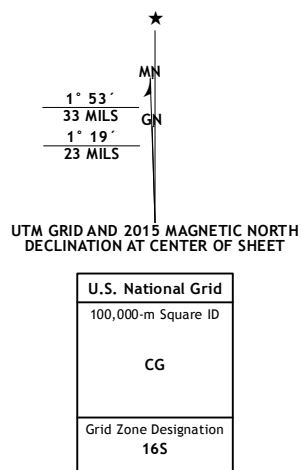 ★
MN
1° 53´
33 MILS
GN
1° 19´
23 MILS
UTM GRID AND 2015 MAGNETIC NORTH
DECLINATION AT CENTER OF SHEET
U.S. National Grid
100,000-m Square ID
CG
Grid Zone Designation
16S